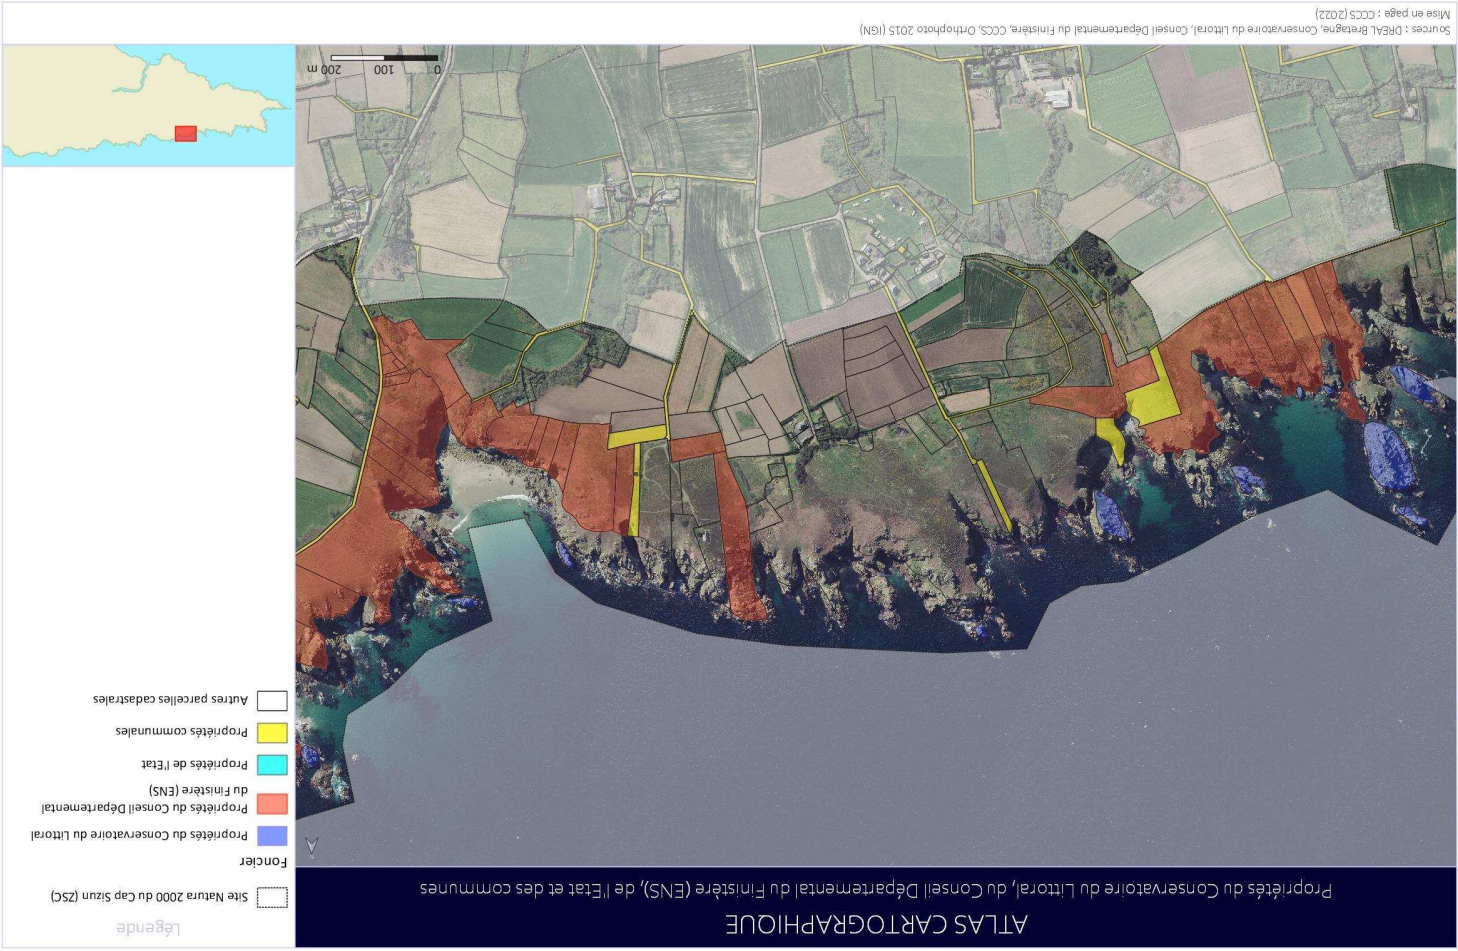 ATLAS CARTOGRAPHIQUE
Propriétés du Conservatoire du Littoral, du Conseil Départemental du Finistère (ENS), de l'Etat et des communes
Légende
Site Natura 2000 du Cap Sizun (ZSC)
Foncier
Propriétés du Conservatoire du Littoral
Propriétés du Conseil Départemental
du Finistère (ENS)
Propriétés de l'Etat
Propriétés communales
Autres parcelles cadastrales
0 100 200 m
Sources : DREAL Bretagne, Conservatoire du Littoral, Conseil Départemental du Finistère, CCCS, Orthophoto 2015 (IGN)
Mise en page : CCCS (2022)